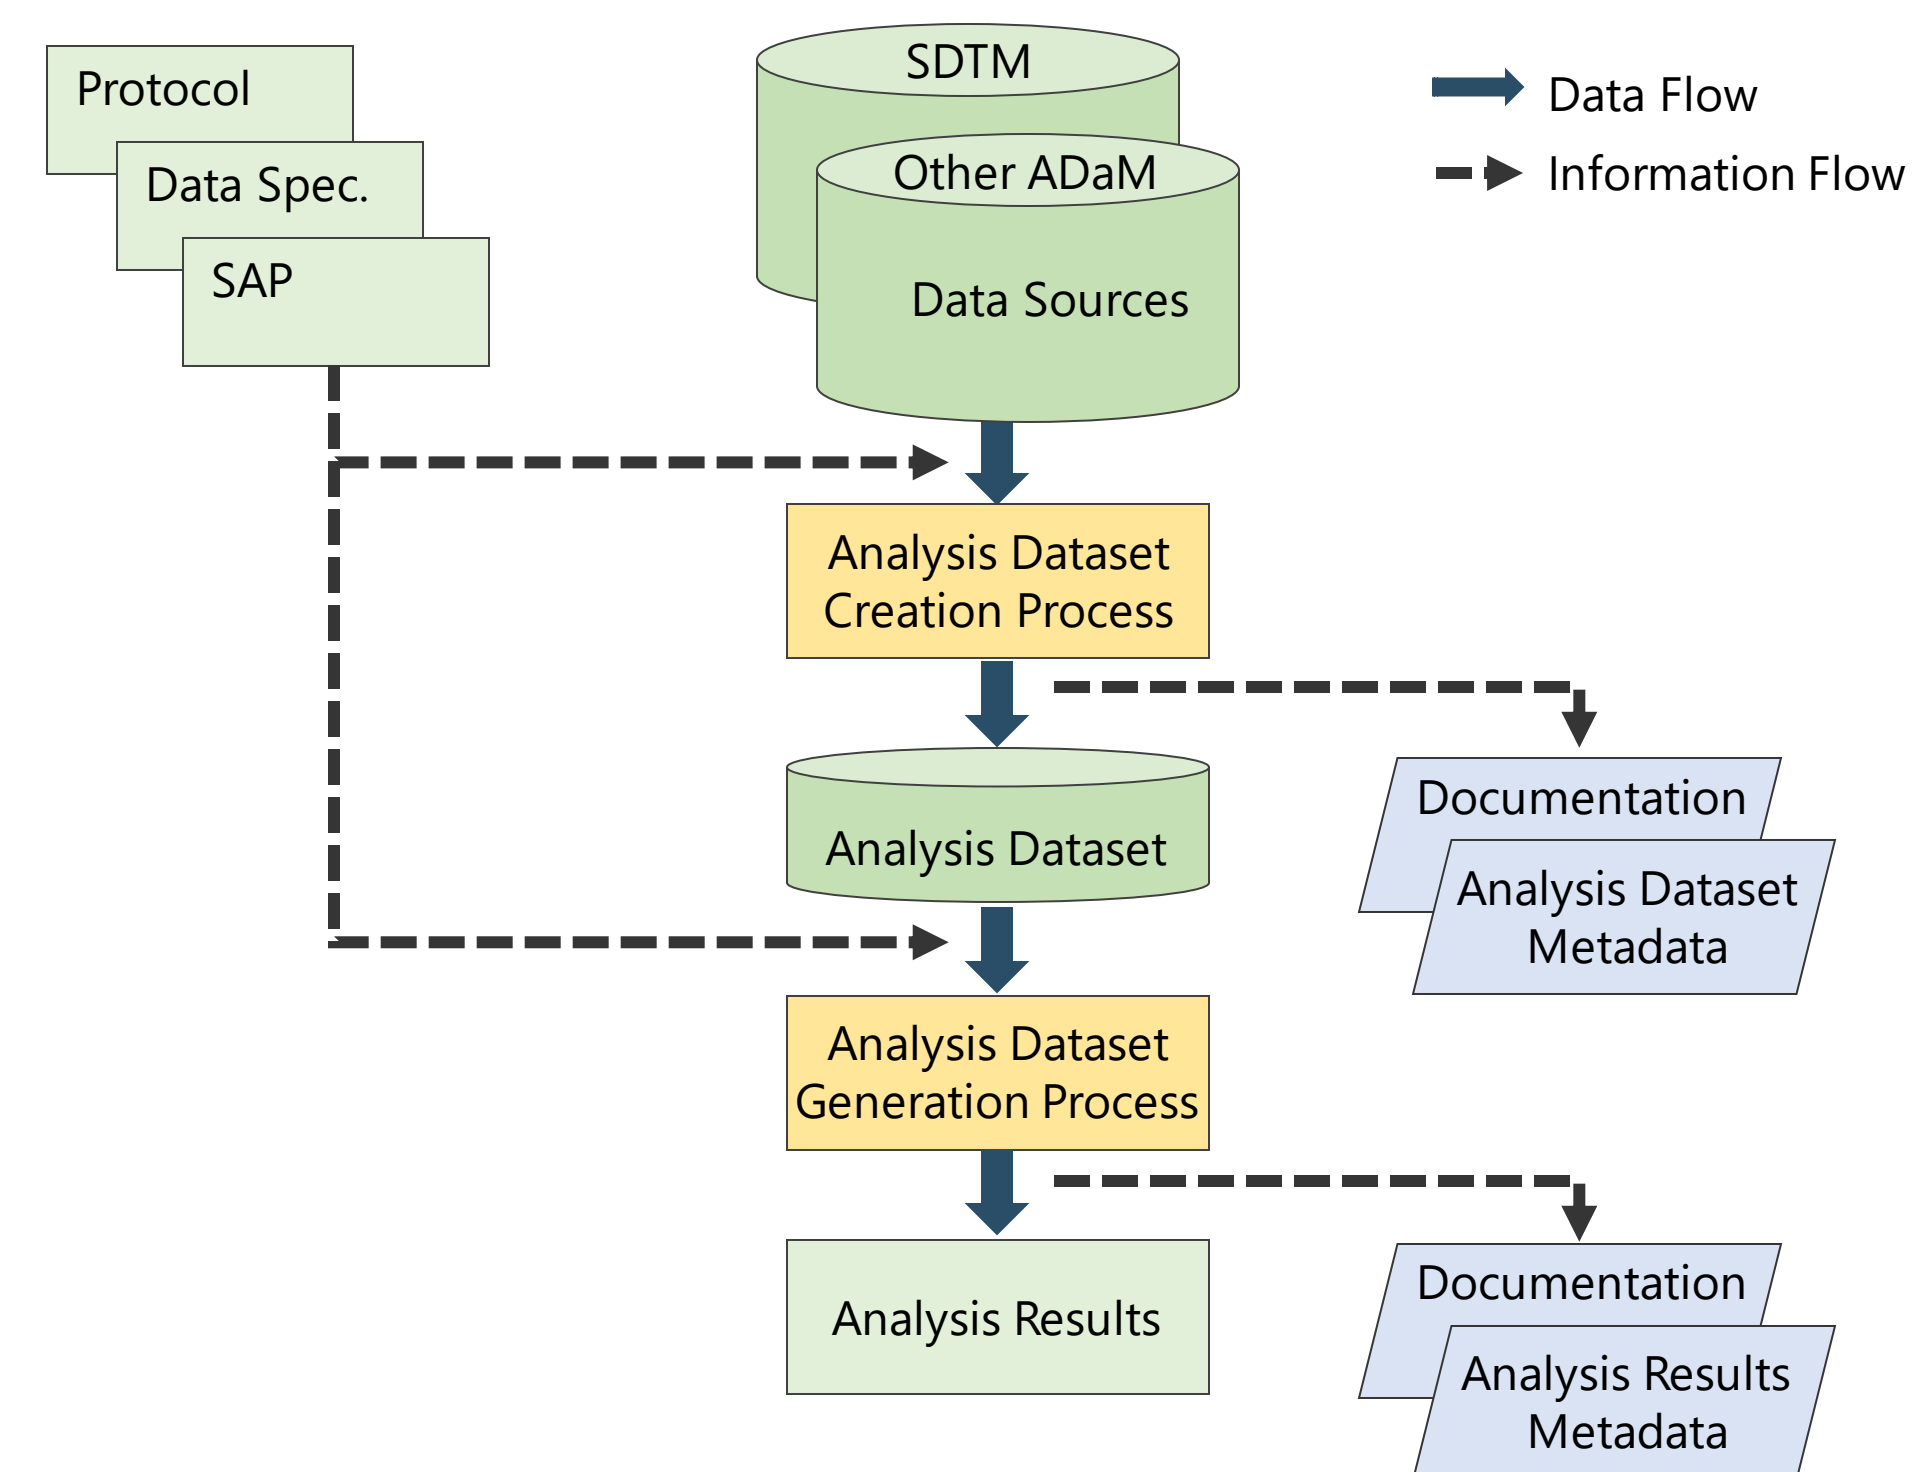 Protocol
Data Spec.
SAP
SDTM
Other ADaM
Data Sources
Data Flow
Information Flow
Analysis Dataset
Creation Process
Analysis Dataset
Documentation
Analysis Dataset
Metadata
Analysis Dataset
Generation Process
Analysis Results
Documentation
Analysis Results
Metadata